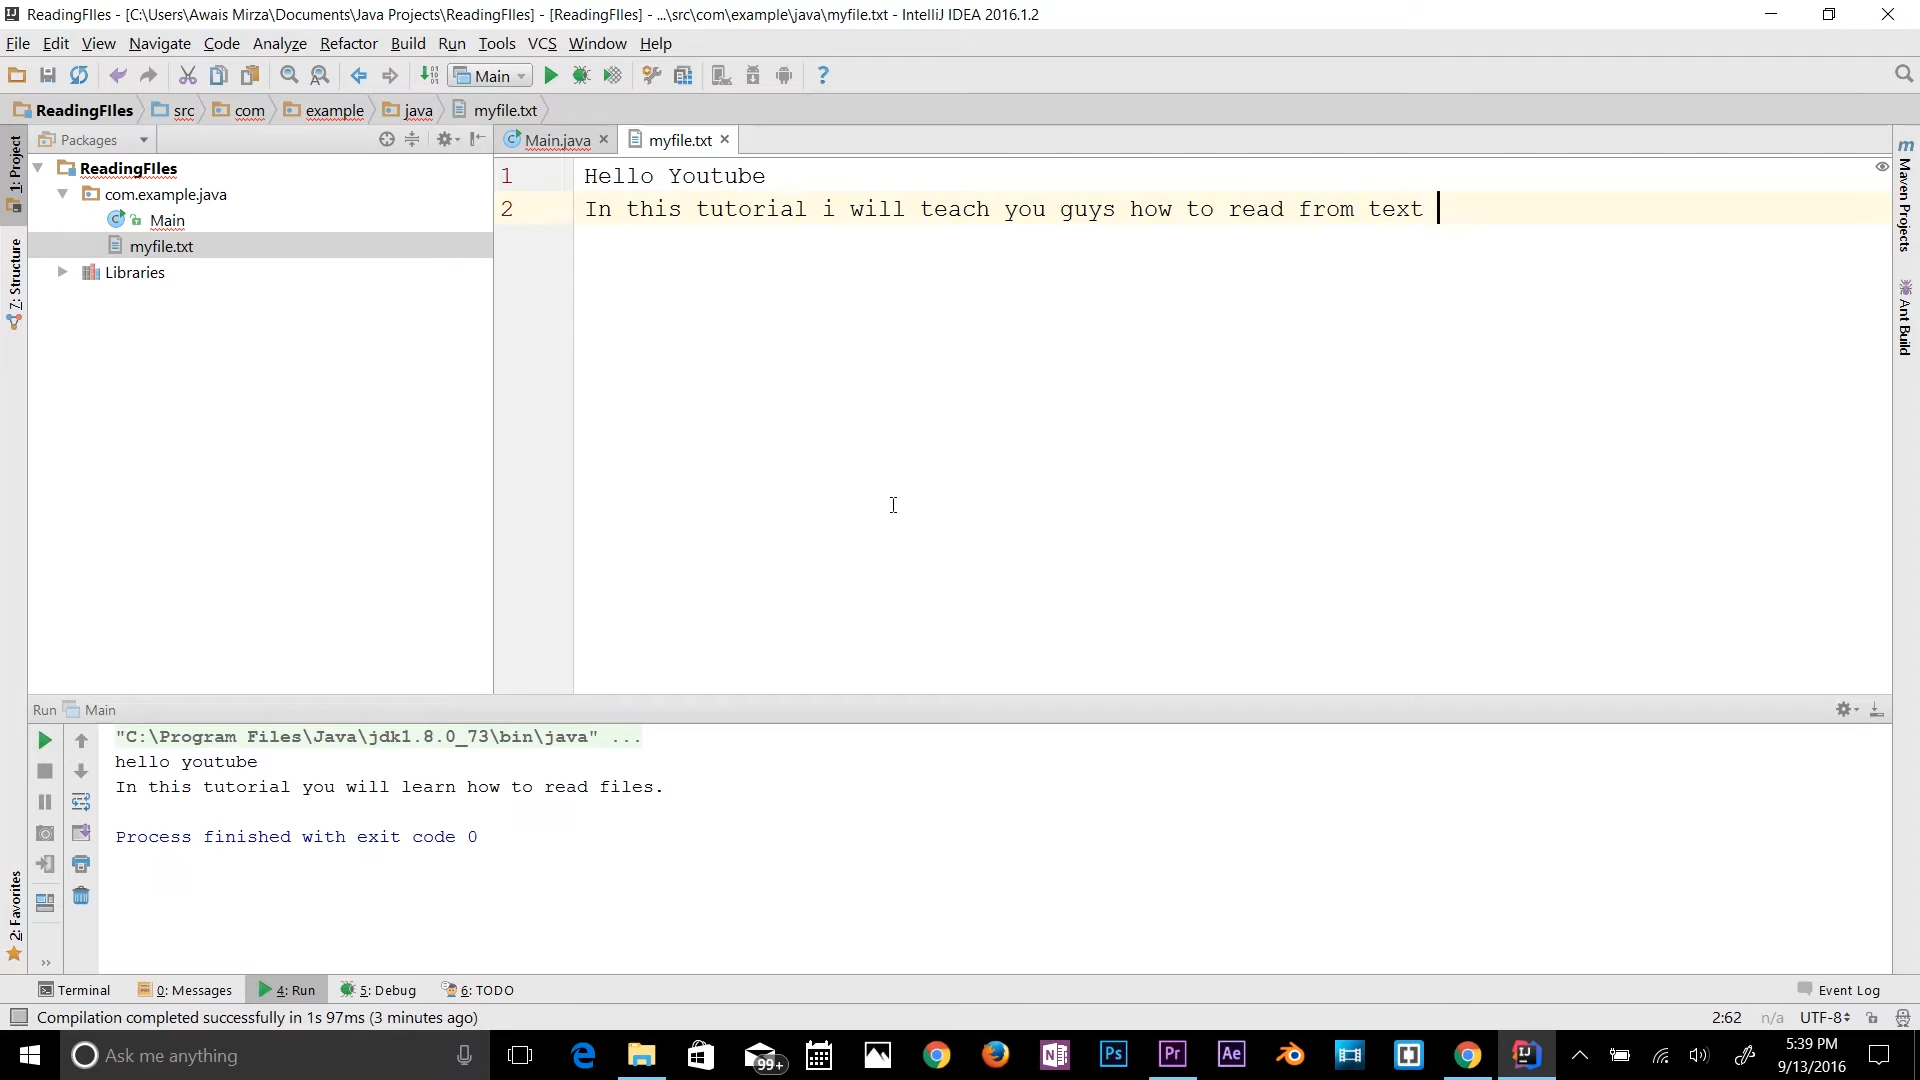 ReadingFIles - [C:\Users\Awais Mirza\Documents\Java Projects\ReadingFIles] - [ReadingFIles] - ...\src\com\example\java\myfile.txt - IntelliJ IDEA 2016.1.2
File Edit View Navigate Code Analyze Refactor Build Run Tools VCS Window Help
Main
ReadingFIles src com example java myfile.txt
Packages
Main.java myfile.txt
1: Project
7: Structure
2: Favorites
ReadingFIles
com.example.java
Main
myfile.txt
Libraries
1 Hello Youtube
2 In this tutorial i will teach you guys how to read from text
Maven Projects
Ant Build
Run Main
"C:\Program Files\Java\jdk1.8.0_73\bin\java" ...
hello youtube
In this tutorial you will learn how to read files.
Process finished with exit code 0
Terminal 0: Messages 4: Run 5: Debug 6: TODO Event Log
Compilation completed successfully in 1s 97ms (3 minutes ago) 2:62 n/a UTF-8
Ask me anything 99+ Ps Pr Ae 5:39 PM
9/13/2016